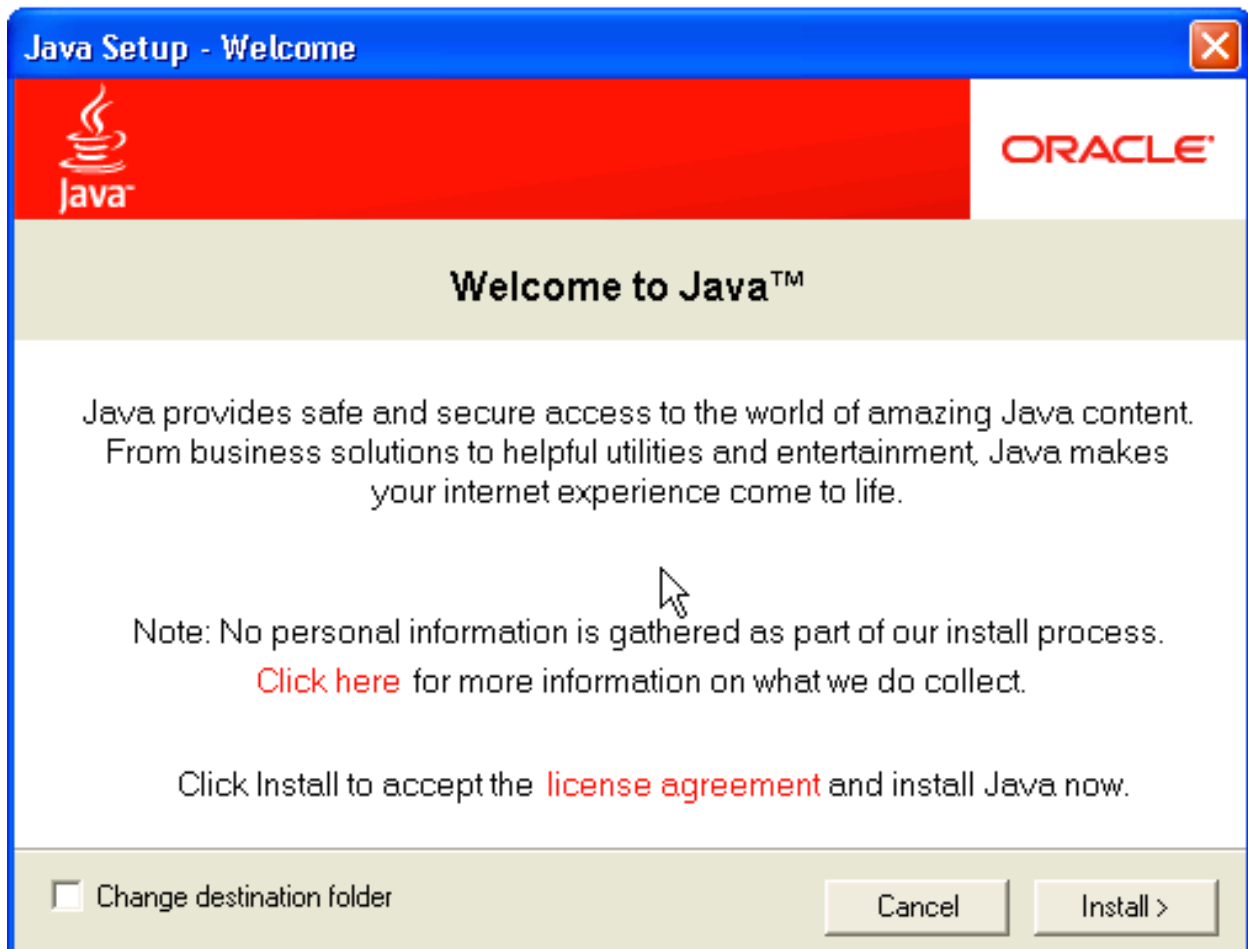 Java Setup - Welcome
Java™
ORACLE®
Welcome to Java™
Java provides safe and secure access to the world of amazing Java content.
From business solutions to helpful utilities and entertainment, Java makes
your internet experience come to life.
Note: No personal information is gathered as part of our install process.
Click here for more information on what we do collect.
Click Install to accept the license agreement and install Java now.
Change destination folder
Cancel
Install >